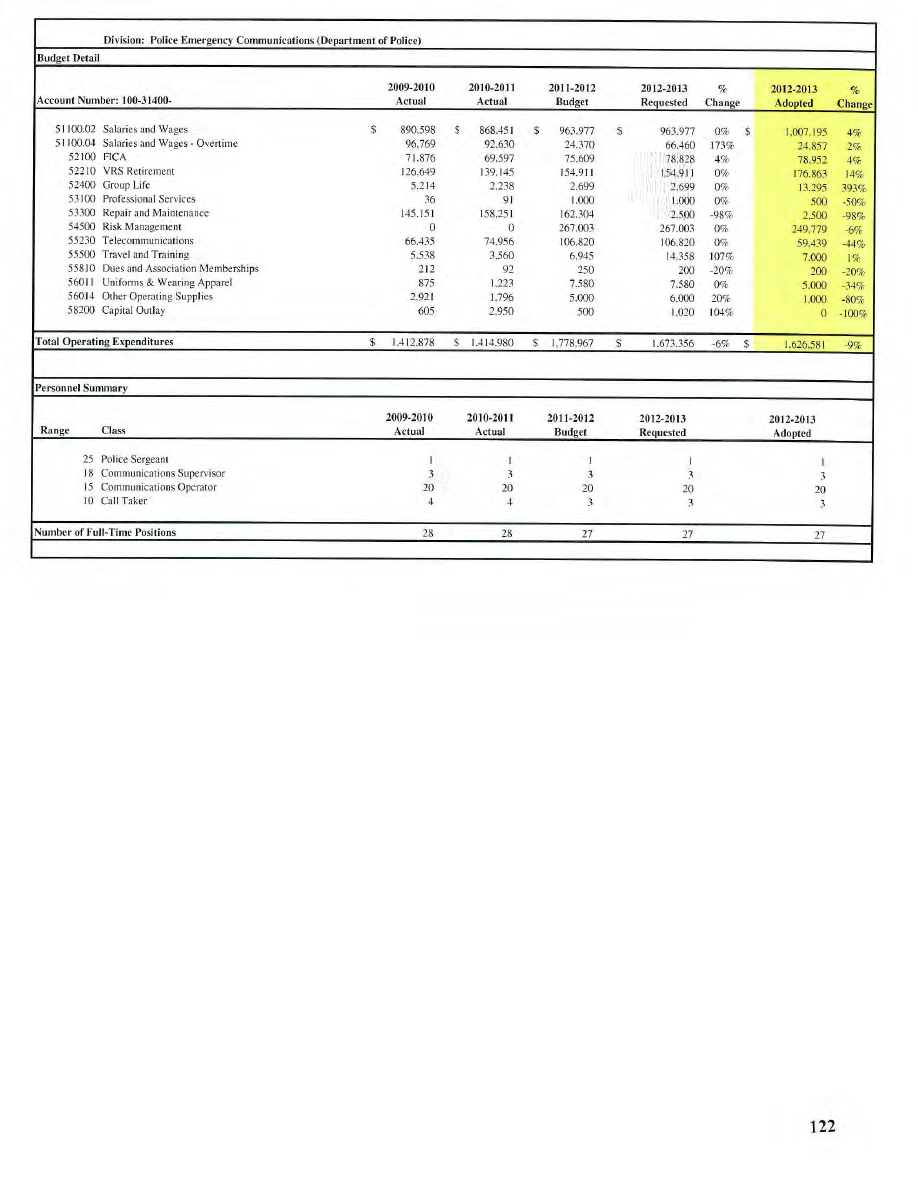 Division: Police Emergency Communications (Department of Police)
Budget Detail
2009-2010 2010-2011 2011-2012 2012-2013 % 2012-2013 %
Account Number: 100-31400- Actual Actual Budget Requested Change Adopted Change
51100.02 Salaries and Wages $ 890,598 $ 868,451 $ 963,977 $ 963,977 0% $ 1,007,195 4%
51100.04 Salaries and Wages - Overtime 96,769 92,630 24,370 66,460 173% 24,857 2%
52100 FICA 71,876 69,597 75,609 78,828 4% 78,952 4%
52210 VRS Retirement 126,649 139,145 154,911 154,911 0% 176,863 14%
52400 Group Life 5,214 2,238 2,699 2,699 0% 13,295 393%
53100 Professional Services 36 91 1,000 1,000 0% 500 -50%
53300 Repair and Maintenance 145,151 158,251 162,304 2,500 -98% 2,500 -98%
54500 Risk Management 0 0 267,003 267,003 0% 249,779 -6%
55230 Telecommunications 66,435 74,956 106,820 106,820 0% 59,439 -44%
55500 Travel and Training 5,538 3,560 6,945 14,358 107% 7,000 1%
55810 Dues and Association Memberships 212 92 250 200 -20% 200 -20%
56011 Uniforms & Wearing Apparel 875 1,223 7,580 7,580 0% 5,000 -34%
56014 Other Operating Supplies 2,921 1,796 5,000 6,000 20% 1,000 -80%
58200 Capital Outlay 605 2,950 500 1,020 104% 0 -100%
Total Operating Expenditures $ 1,412,878 $ 1,414,980 $ 1,778,967 $ 1,673,356 -6% $ 1,626,581 -9%
Personnel Summary
2009-2010 2010-2011 2011-2012 2012-2013 2012-2013
Range Class Actual Actual Budget Requested Adopted
25 Police Sergeant 1 1 1 1 1
18 Communications Supervisor 3 3 3 3 3
15 Communications Operator 20 20 20 20 20
10 Call Taker 4 4 3 3 3
Number of Full-Time Positions 28 28 27 27 27
122